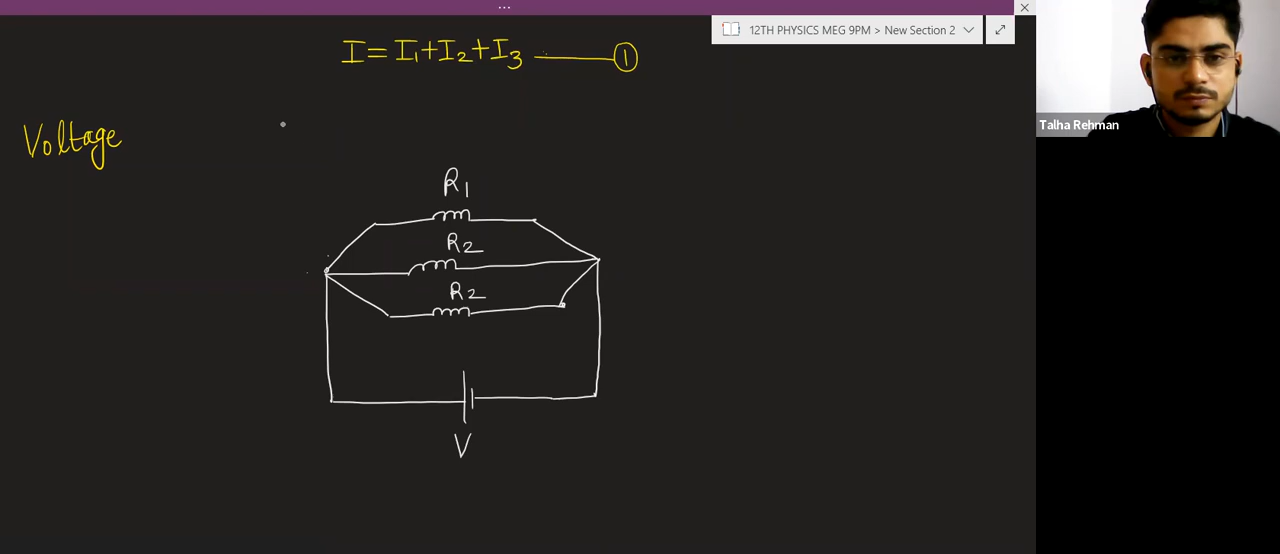 12TH PHYSICS MEG 9PM > New Section 2
I = I₁ + I₂ + I₃ ——— ①
Talha Rehman
Voltage
R₁
R₂
R₂
V